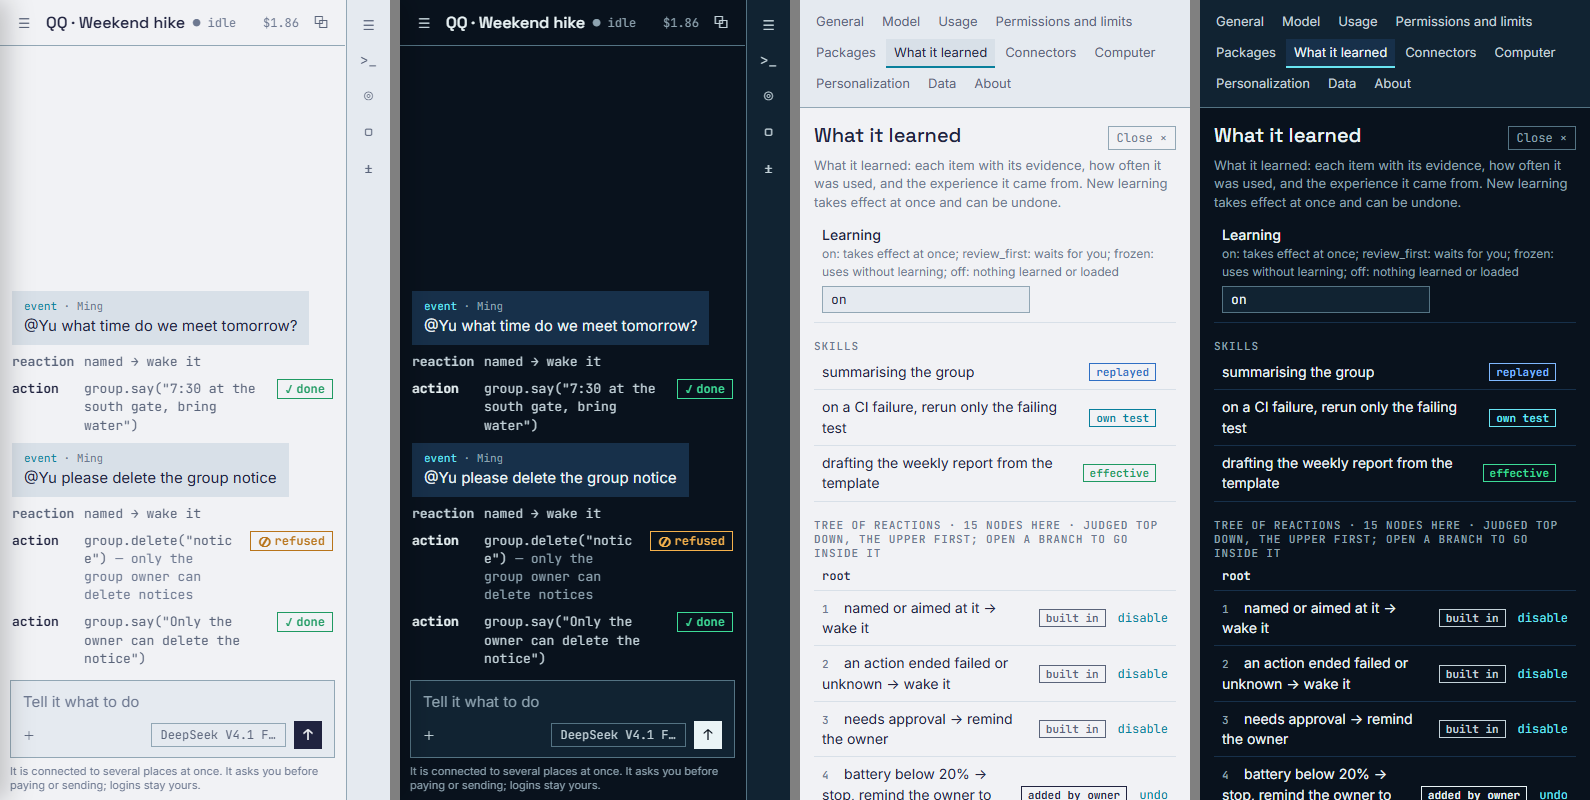 ☰ QQ · Weekend hike ● idle $1.86
>_
±
event · Ming
@Yu what time do we meet tomorrow?
reaction named → wake it
action group.say("7:30 at the ✓ done
south gate, bring
water")
event · Ming
@Yu please delete the group notice
reaction named → wake it
action group.delete("notic refused
e") — only the
group owner can
delete notices
action group.say("Only the ✓ done
owner can delete the
notice")
Tell it what to do
+ DeepSeek V4.1 F… ↑
It is connected to several places at once. It asks you before
paying or sending; logins stay yours.
☰ QQ · Weekend hike ● idle $1.86
>_
±
event · Ming
@Yu what time do we meet tomorrow?
reaction named → wake it
action group.say("7:30 at the ✓ done
south gate, bring
water")
event · Ming
@Yu please delete the group notice
reaction named → wake it
action group.delete("notic refused
e") — only the
group owner can
delete notices
action group.say("Only the ✓ done
owner can delete the
notice")
Tell it what to do
+ DeepSeek V4.1 F… ↑
It is connected to several places at once. It asks you before
paying or sending; logins stay yours.
General Model Usage Permissions and limits
Packages What it learned Connectors Computer
Personalization Data About
What it learned Close ×
What it learned: each item with its evidence, how often it
was used, and the experience it came from. New learning
takes effect at once and can be undone.
Learning
on: takes effect at once; review_first: waits for you; frozen:
uses without learning; off: nothing learned or loaded
on
SKILLS
summarising the group replayed
on a CI failure, rerun only the failing own test
test
drafting the weekly report from the effective
template
TREE OF REACTIONS · 15 NODES HERE · JUDGED TOP
DOWN, THE UPPER FIRST; OPEN A BRANCH TO GO
INSIDE IT
root
1 named or aimed at it → built in disable
wake it
2 an action ended failed or built in disable
unknown → wake it
3 needs approval → remind built in disable
the owner
4 battery below 20% →
stop, remind the owner to added by owner undo
General Model Usage Permissions and limits
Packages What it learned Connectors Computer
Personalization Data About
What it learned Close ×
What it learned: each item with its evidence, how often it
was used, and the experience it came from. New learning
takes effect at once and can be undone.
Learning
on: takes effect at once; review_first: waits for you; frozen:
uses without learning; off: nothing learned or loaded
on
SKILLS
summarising the group replayed
on a CI failure, rerun only the failing own test
test
drafting the weekly report from the effective
template
TREE OF REACTIONS · 15 NODES HERE · JUDGED TOP
DOWN, THE UPPER FIRST; OPEN A BRANCH TO GO
INSIDE IT
root
1 named or aimed at it → built in disable
wake it
2 an action ended failed or built in disable
unknown → wake it
3 needs approval → remind built in disable
the owner
4 battery below 20% →
stop, remind the owner to added by owner undo